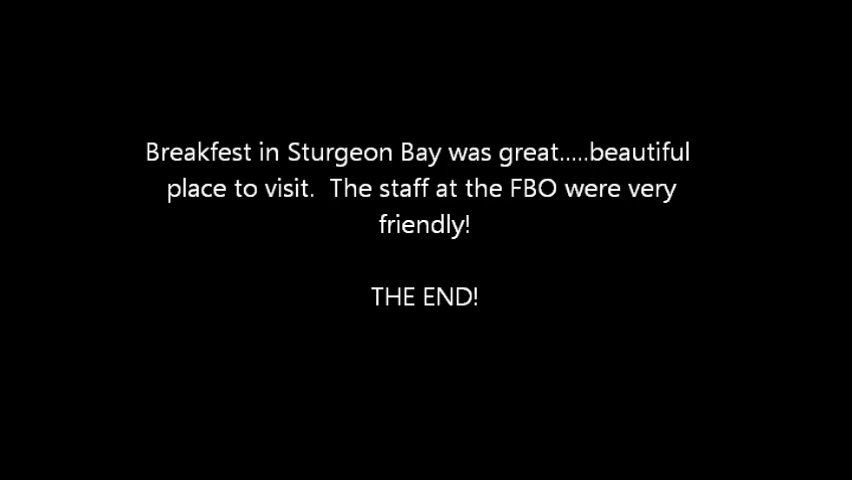 Breakfest in Sturgeon Bay was great.....beautiful
place to visit.  The staff at the FBO were very
friendly!
THE END!